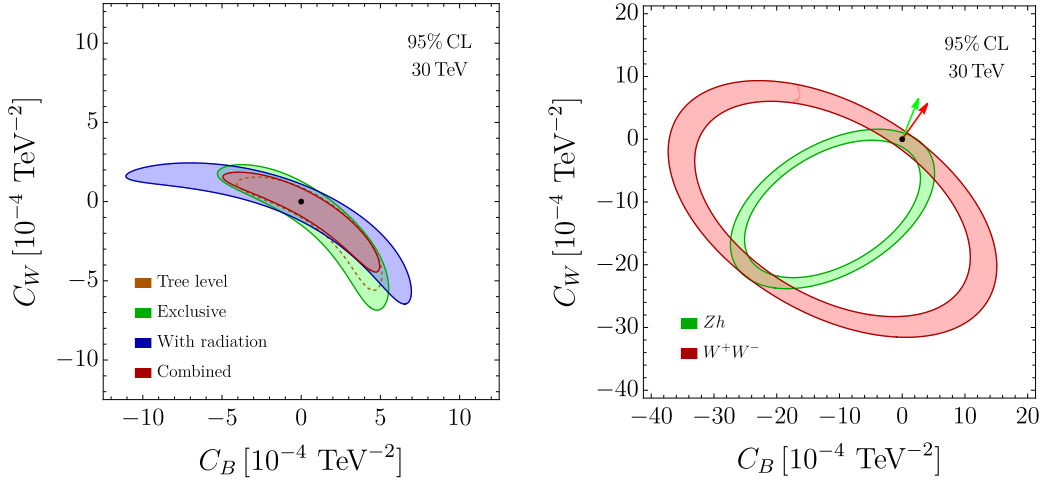 95% CL
30 TeV
10
5
0
−5
−10
C_W [10⁻⁴ TeV⁻²]
Tree level
Exclusive
With radiation
Combined
−10 −5 0 5 10
C_B [10⁻⁴ TeV⁻²]
95% CL
30 TeV
20
10
0
−10
−20
−30
−40
C_W [10⁻⁴ TeV⁻²]
Zh
W⁺W⁻
−40 −30 −20 −10 0 10 20
C_B [10⁻⁴ TeV⁻²]